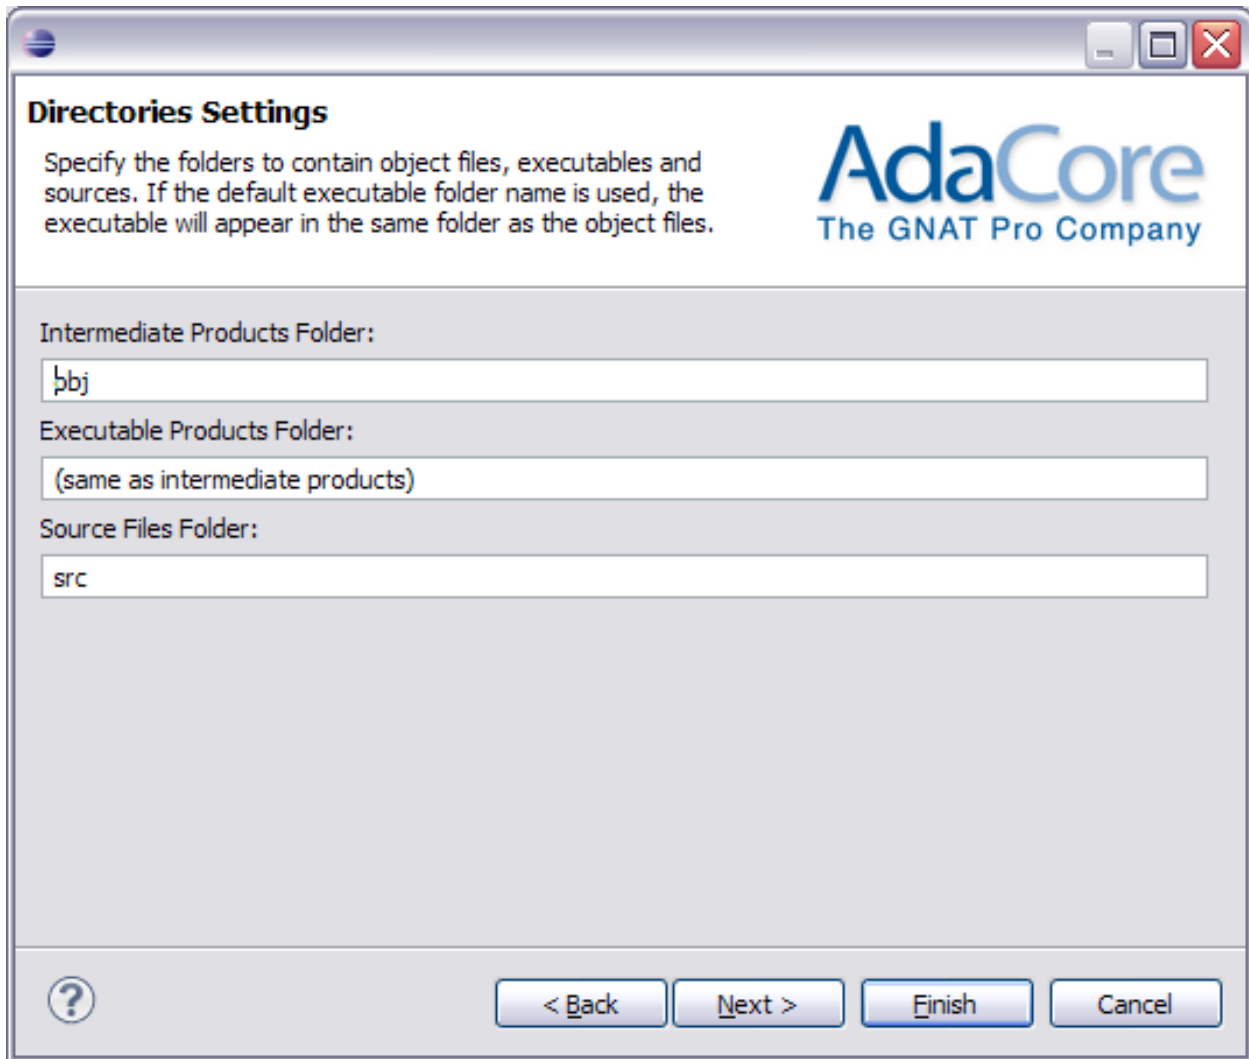 Directories Settings
Specify the folders to contain object files, executables and
sources. If the default executable folder name is used, the
executable will appear in the same folder as the object files.
AdaCore
The GNAT Pro Company
Intermediate Products Folder:
obj
Executable Products Folder:
(same as intermediate products)
Source Files Folder:
src
?
< Back
Next >
Finish
Cancel